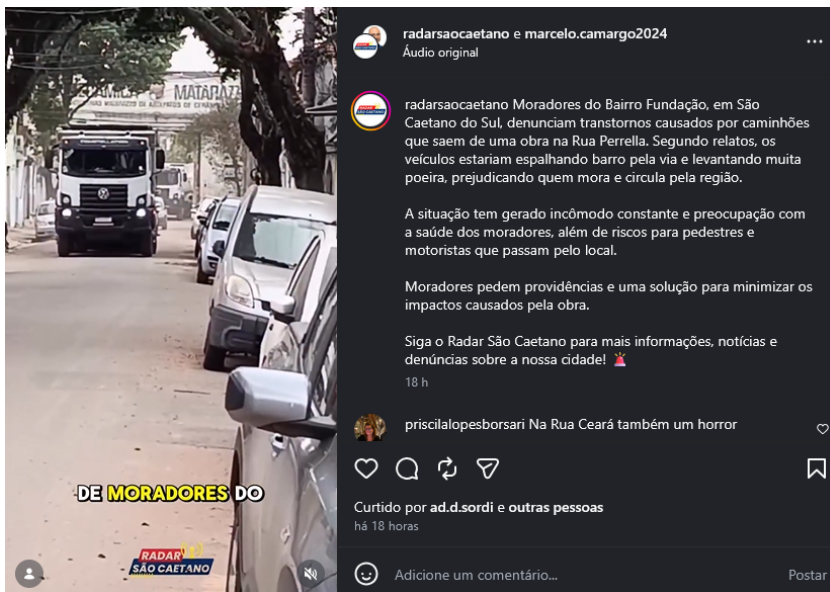 MATARAZZO
DE MORADORES DO
RADAR
SÃO CAETANO
radarsaocaetano e marcelo.camargo2024
Áudio original
RADAR
SÃO CAETANO
radarsaocaetano Moradores do Bairro Fundação, em São
Caetano do Sul, denunciam transtornos causados por caminhões
que saem de uma obra na Rua Perrella. Segundo relatos, os
veículos estariam espalhando barro pela via e levantando muita
poeira, prejudicando quem mora e circula pela região.
A situação tem gerado incômodo constante e preocupação com
a saúde dos moradores, além de riscos para pedestres e
motoristas que passam pelo local.
Moradores pedem providências e uma solução para minimizar os
impactos causados pela obra.
Siga o Radar São Caetano para mais informações, notícias e
denúncias sobre a nossa cidade! 🚨
18 h
priscilalopesborsari Na Rua Ceará também um horror
Curtido por ad.d.sordi e outras pessoas
há 18 horas
Adicione um comentário...
Postar